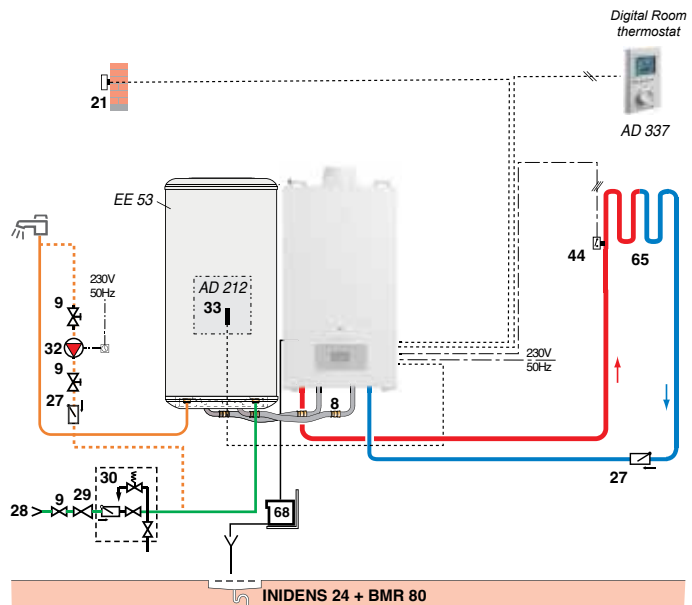 Digital Room
thermostat
AD 337
21
EE 53
AD 212
33
44
65
230V
50Hz
9
32
9
27
8
230V
50Hz
27
30
28
9
29
68
INIDENS 24 + BMR 80